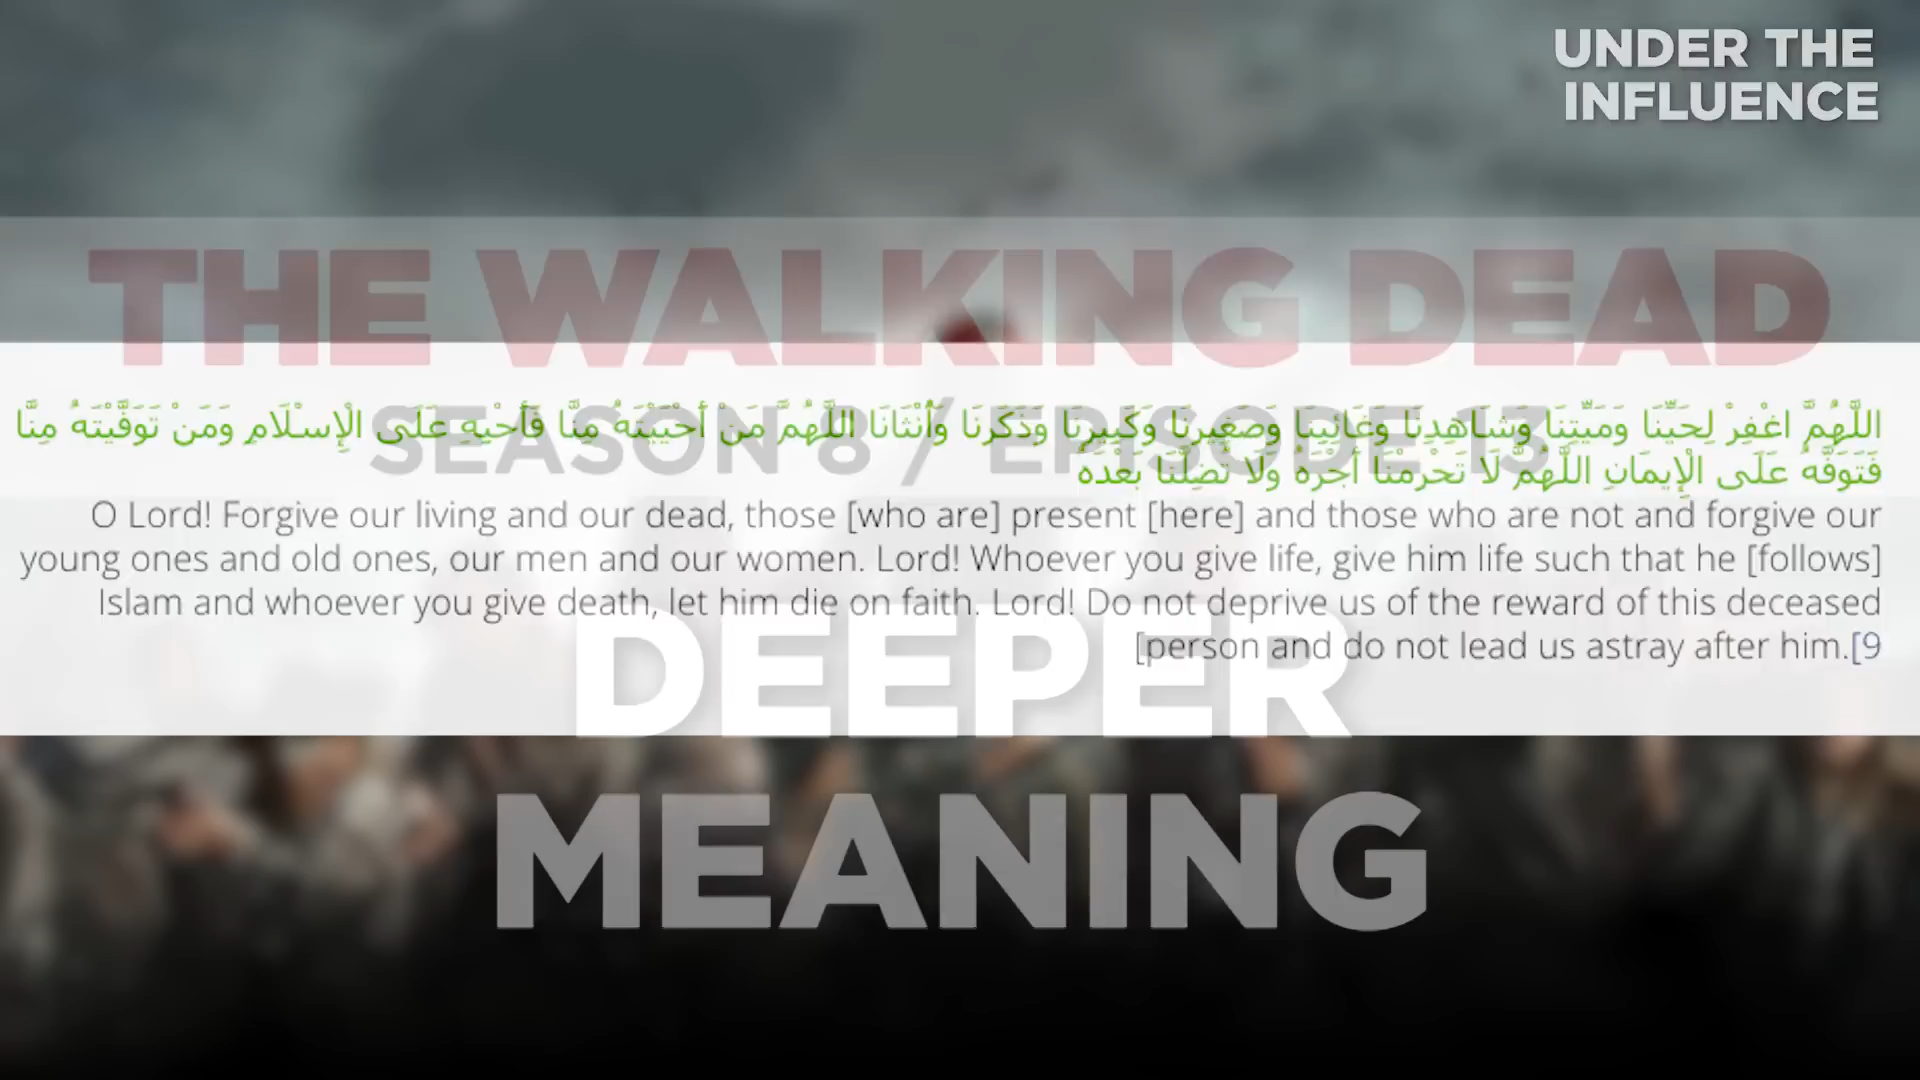 UNDER THE
INFLUENCE
THE WALKING DEAD
SEASON 8 / EPISODE 13
اللَّهُمَّ اغْفِرْ لِحَيِّنَا وَمَيِّتِنَا وَشَاهِدِنَا وَغَائِبِنَا وَصَغِيرِنَا وَكَبِيرِنَا وَذَكَرِنَا وَأُنْثَانَا اللَّهُمَّ مَنْ أَحْيَيْتَهُ مِنَّا فَأَحْيِهِ عَلَى الْإِسْلَامِ وَمَنْ تَوَفَّيْتَهُ مِنَّا
فَتَوَفَّهُ عَلَى الْإِيمَانِ اللَّهُمَّ لَا تَحْرِمْنَا أَجْرَهُ وَلَا تُضِلَّنَا بَعْدَهُ
O Lord! Forgive our living and our dead, those [who are] present [here] and those who are not and forgive our
young ones and old ones, our men and our women. Lord! Whoever you give life, give him life such that he [follows]
Islam and whoever you give death, let him die on faith. Lord! Do not deprive us of the reward of this deceased
[person and do not lead us astray after him.[9
DEEPER
MEANING